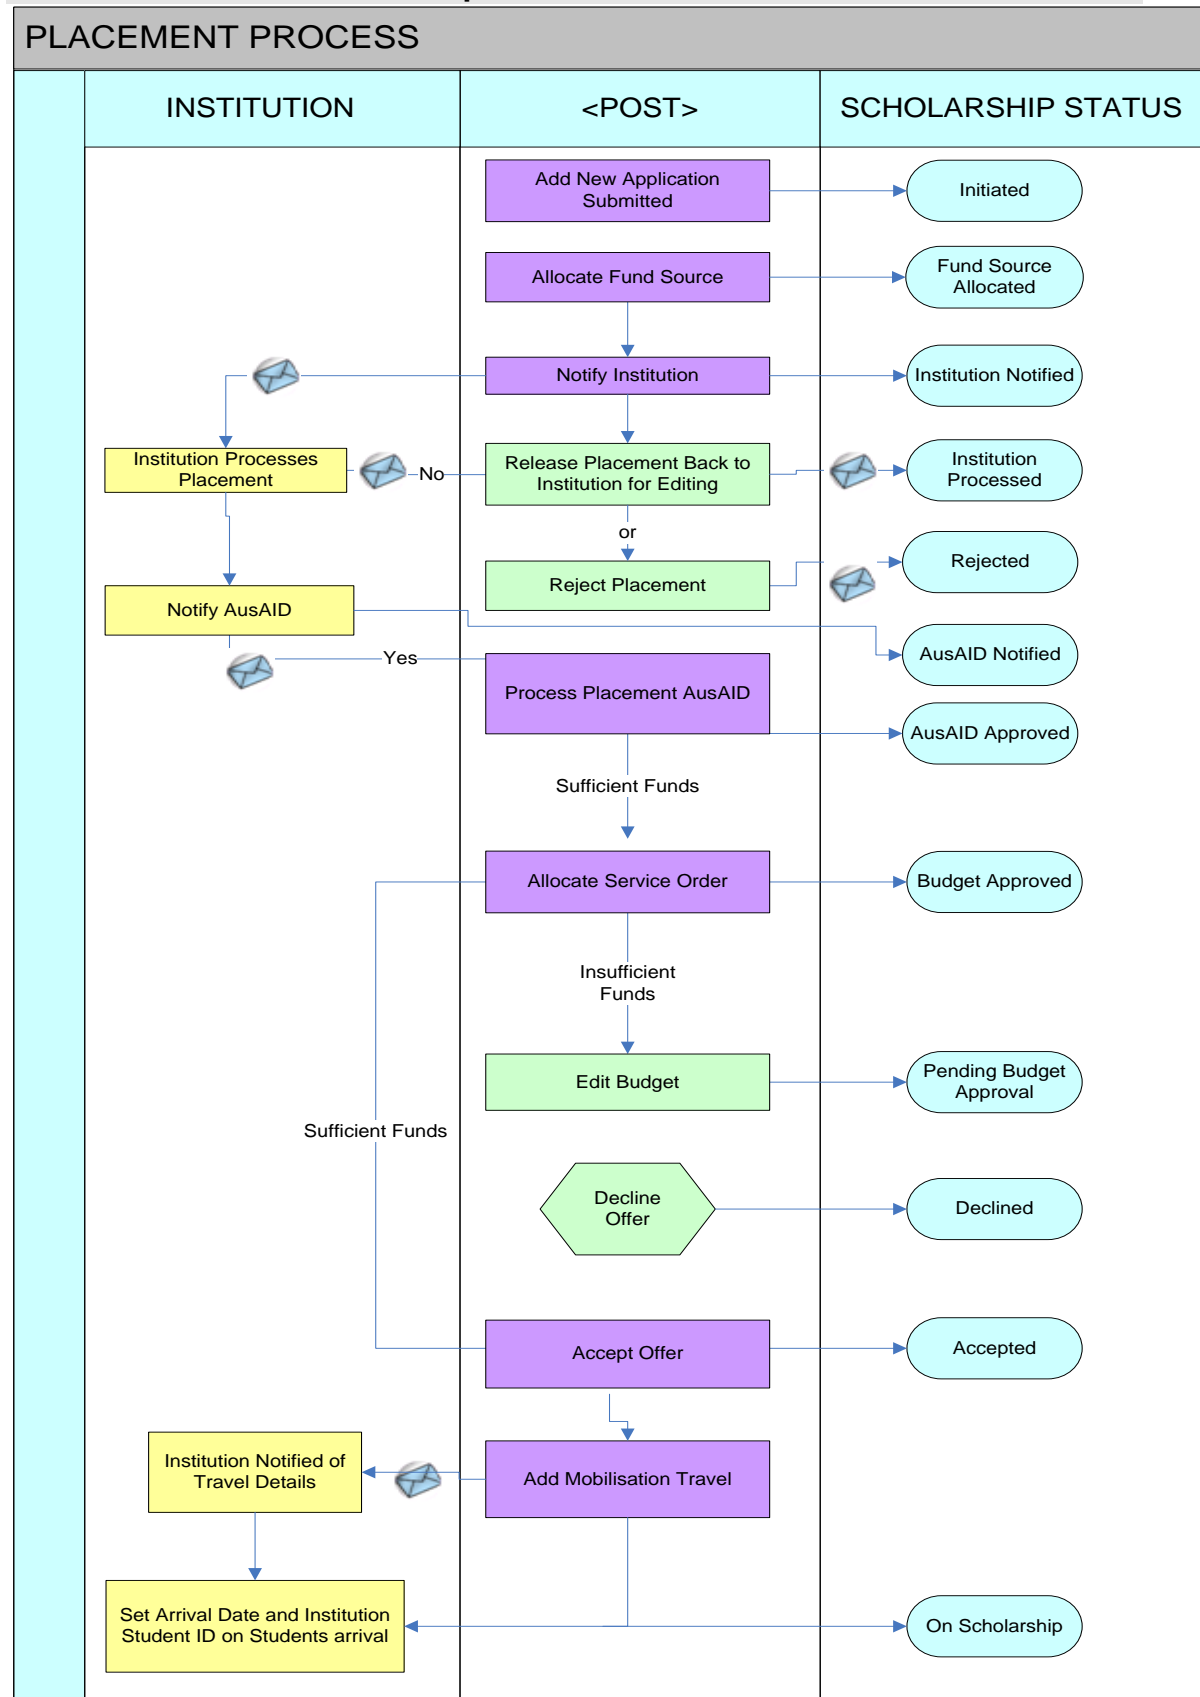 PLACEMENT PROCESS
INSTITUTION
<POST>
SCHOLARSHIP STATUS
Add New Application
Submitted
Initiated
Allocate Fund Source
Fund Source
Allocated
Notify Institution
Institution Notified
Institution Processes
Placement
No
Release Placement Back to
Institution for Editing
Institution
Processed
or
Reject Placement
Rejected
Notify AusAID
AusAID Notified
Yes
Process Placement AusAID
AusAID Approved
Sufficient Funds
Allocate Service Order
Budget Approved
Insufficient
Funds
Edit Budget
Pending Budget
Approval
Sufficient Funds
Decline
Offer
Declined
Accept Offer
Accepted
Institution Notified of
Travel Details
Add Mobilisation Travel
Set Arrival Date and Institution
Student ID on Students arrival
On Scholarship